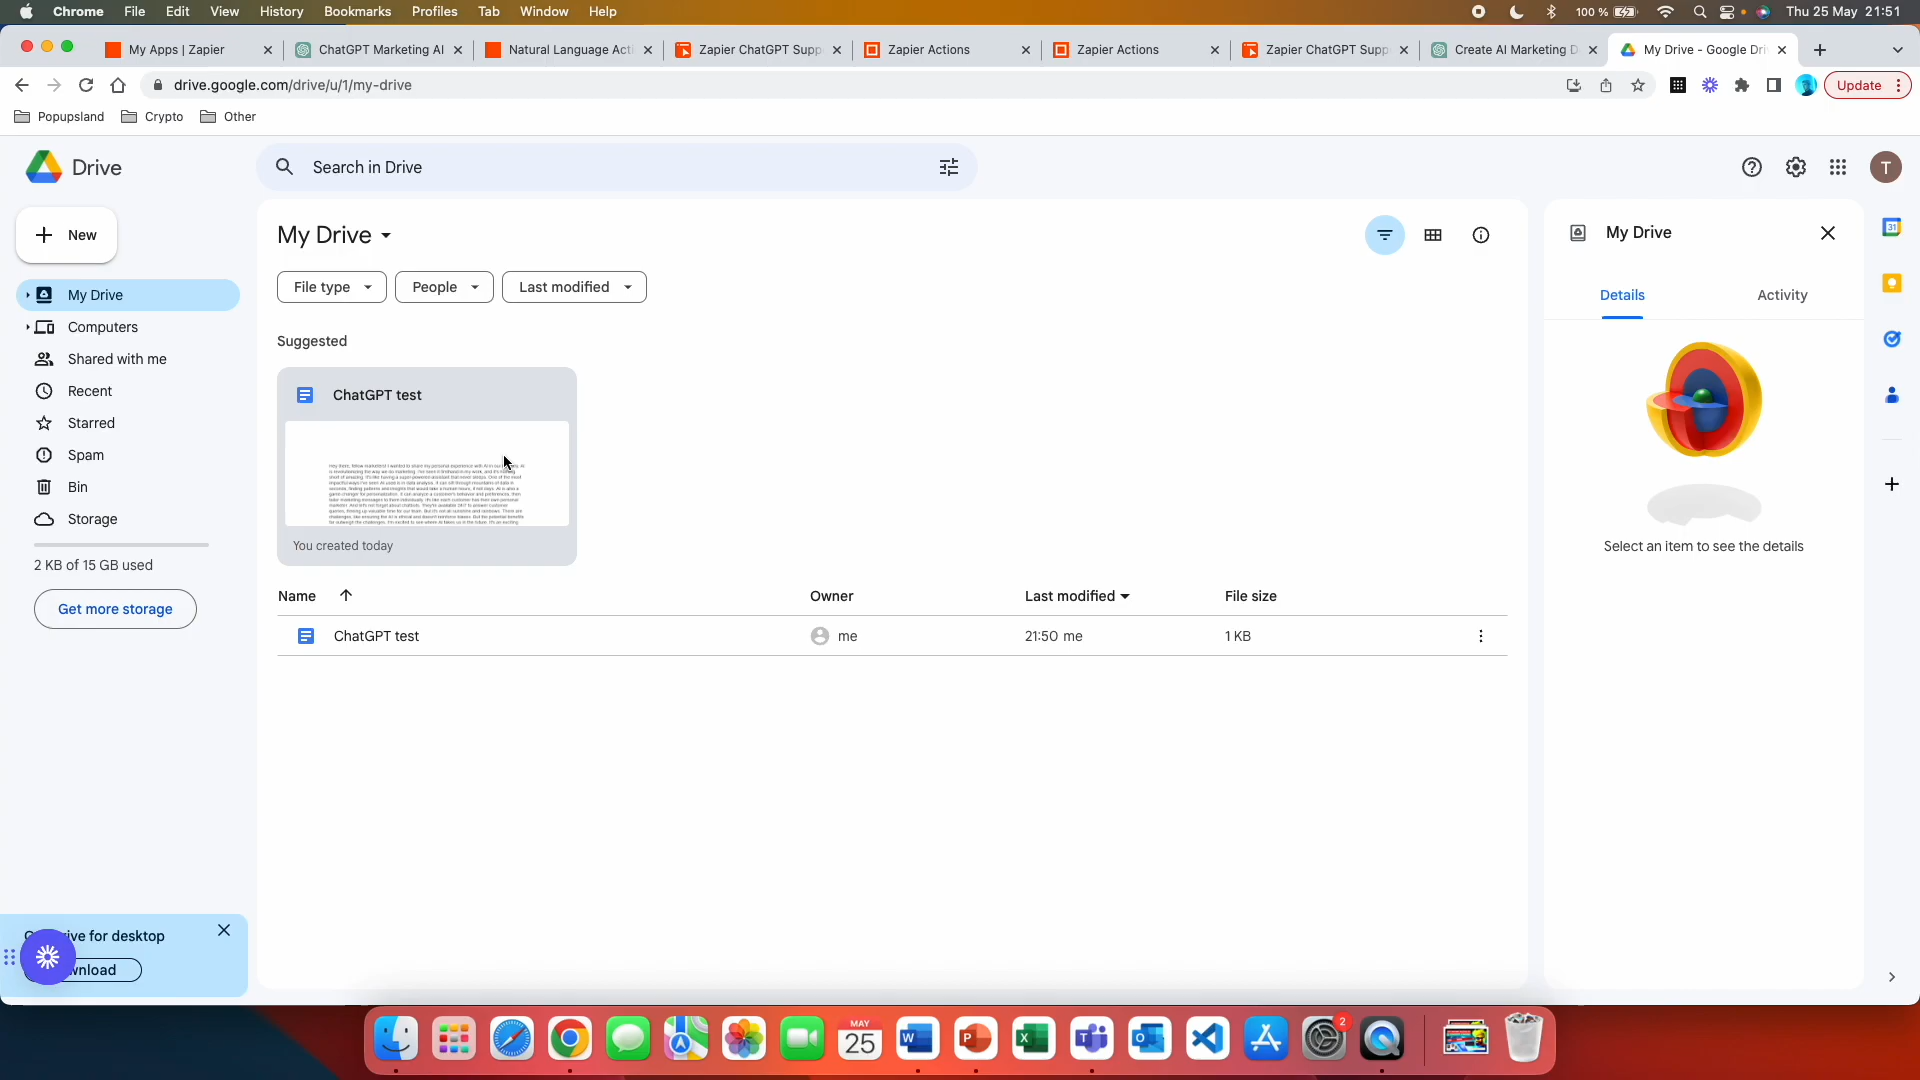 Chrome File Edit View History Bookmarks Profiles Tab Window Help 100 % Thu 25 May 21:51
My Apps | Zapier ChatGPT Marketing AI Natural Language Acti Zapier ChatGPT Supp Zapier Actions Zapier Actions Zapier ChatGPT Supp Create AI Marketing D My Drive - Google Dri
drive.google.com/drive/u/1/my-drive Update
Popupsland Crypto Other
Drive Search in Drive T
New
My Drive
Computers
Shared with me
Recent
Starred
Spam
Bin
Storage
2 KB of 15 GB used
Get more storage
ive for desktop
wnload
My Drive
File type People Last modified
Suggested
ChatGPT test
You created today
Name Owner Last modified File size
ChatGPT test me 21:50 me 1 KB
My Drive
Details Activity
Select an item to see the details
31
MAY
25
W P X T O 2